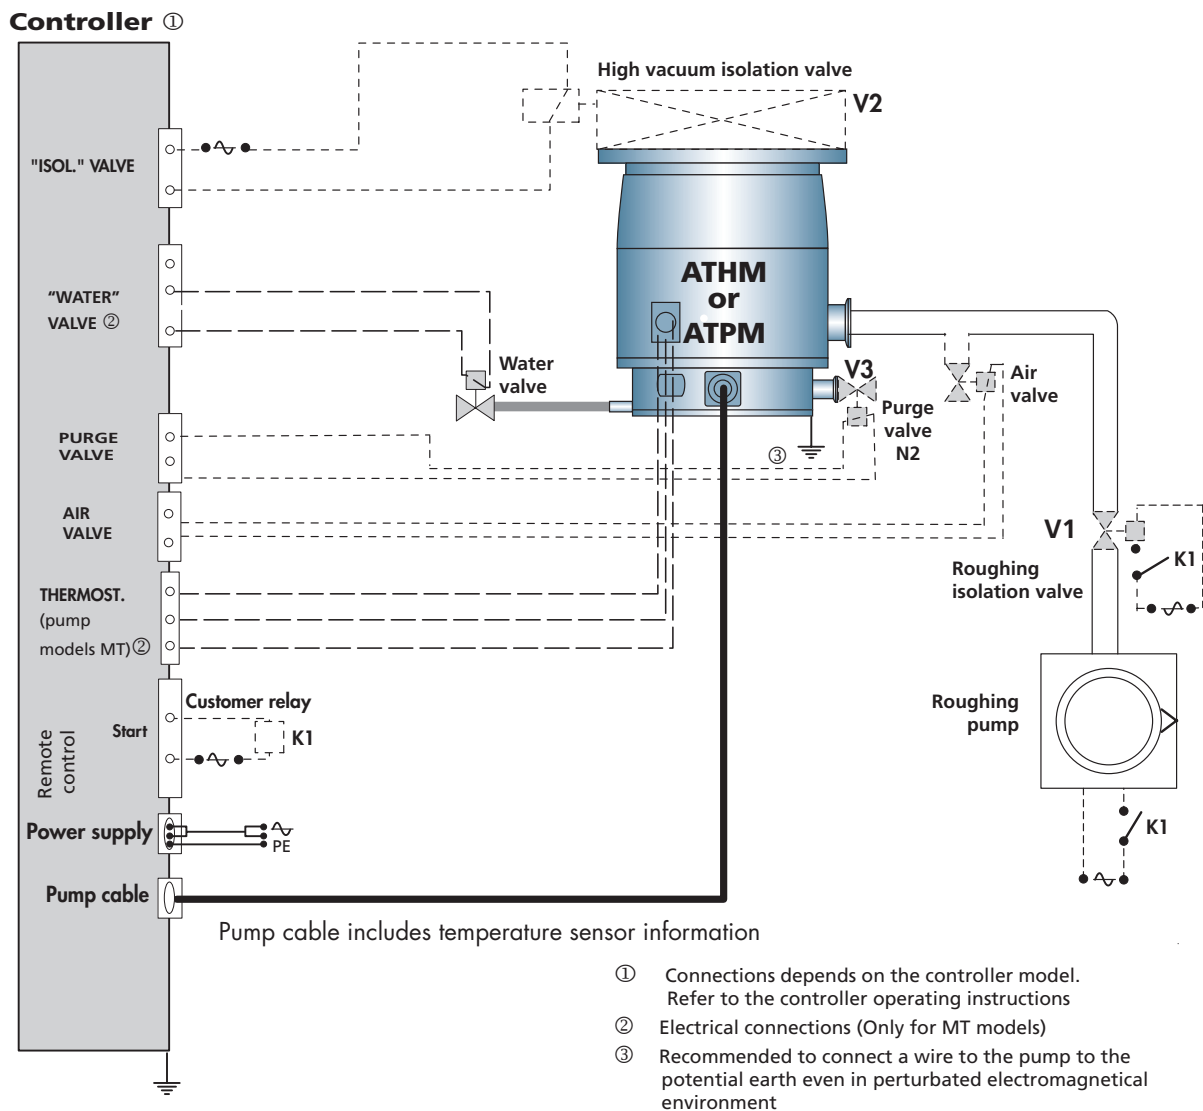 Controller ①
High vacuum isolation valve
V2
"ISOL." VALVE
“WATER”
VALVE ②
ATHM
or
ATPM
Water
valve
V3
Purge
valve
N2
Air
valve
PURGE
VALVE
③
AIR
VALVE
V1
K1
Roughing
isolation valve
THERMOST.
(pump
models MT)②
Customer relay
Start
K1
Remote
control
Roughing
pump
Power supply
PE
K1
Pump cable
Pump cable includes temperature sensor information
① Connections depends on the controller model.
Refer to the controller operating instructions
② Electrical connections (Only for MT models)
③ Recommended to connect a wire to the pump to the
potential earth even in perturbated electromagnetical
environment